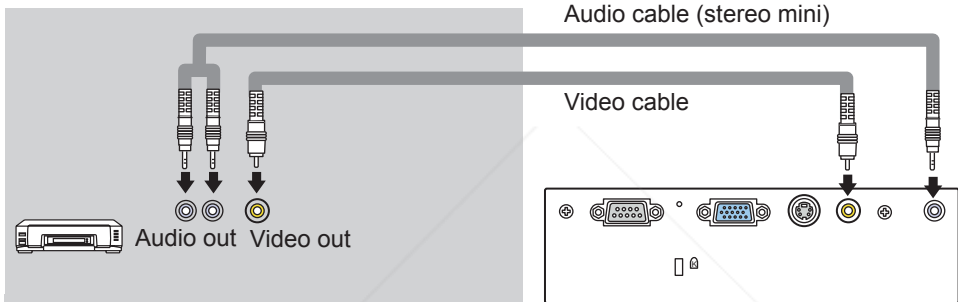 Audio cable (stereo mini)
Video cable
Audio out Video out